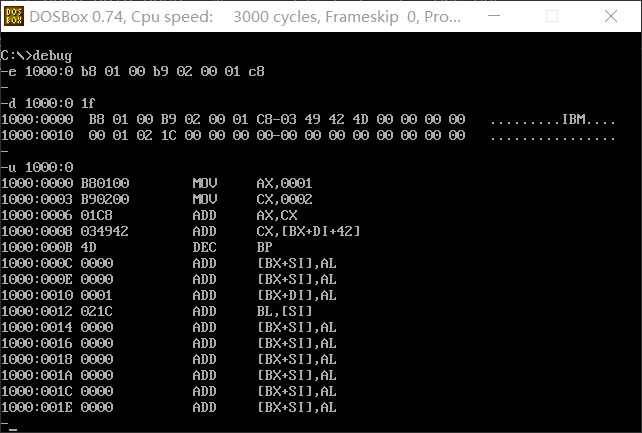 DOSBox 0.74, Cpu speed:    3000 cycles, Frameskip  0, Pro...
C:\>debug
-e 1000:0 b8 01 00 b9 02 00 01 c8
-
-d 1000:0 1f
1000:0000  B8 01 00 B9 02 00 01 C8-03 49 42 4D 00 00 00 00   .........IBM....
1000:0010  00 01 02 1C 00 00 00 00-00 00 00 00 00 00 00 00   ................
-
-u 1000:0
1000:0000 B80100        MOV     AX,0001
1000:0003 B90200        MOV     CX,0002
1000:0006 01C8          ADD     AX,CX
1000:0008 034942        ADD     CX,[BX+DI+42]
1000:000B 4D            DEC     BP
1000:000C 0000          ADD     [BX+SI],AL
1000:000E 0000          ADD     [BX+SI],AL
1000:0010 0001          ADD     [BX+DI],AL
1000:0012 021C          ADD     BL,[SI]
1000:0014 0000          ADD     [BX+SI],AL
1000:0016 0000          ADD     [BX+SI],AL
1000:0018 0000          ADD     [BX+SI],AL
1000:001A 0000          ADD     [BX+SI],AL
1000:001C 0000          ADD     [BX+SI],AL
1000:001E 0000          ADD     [BX+SI],AL
-_